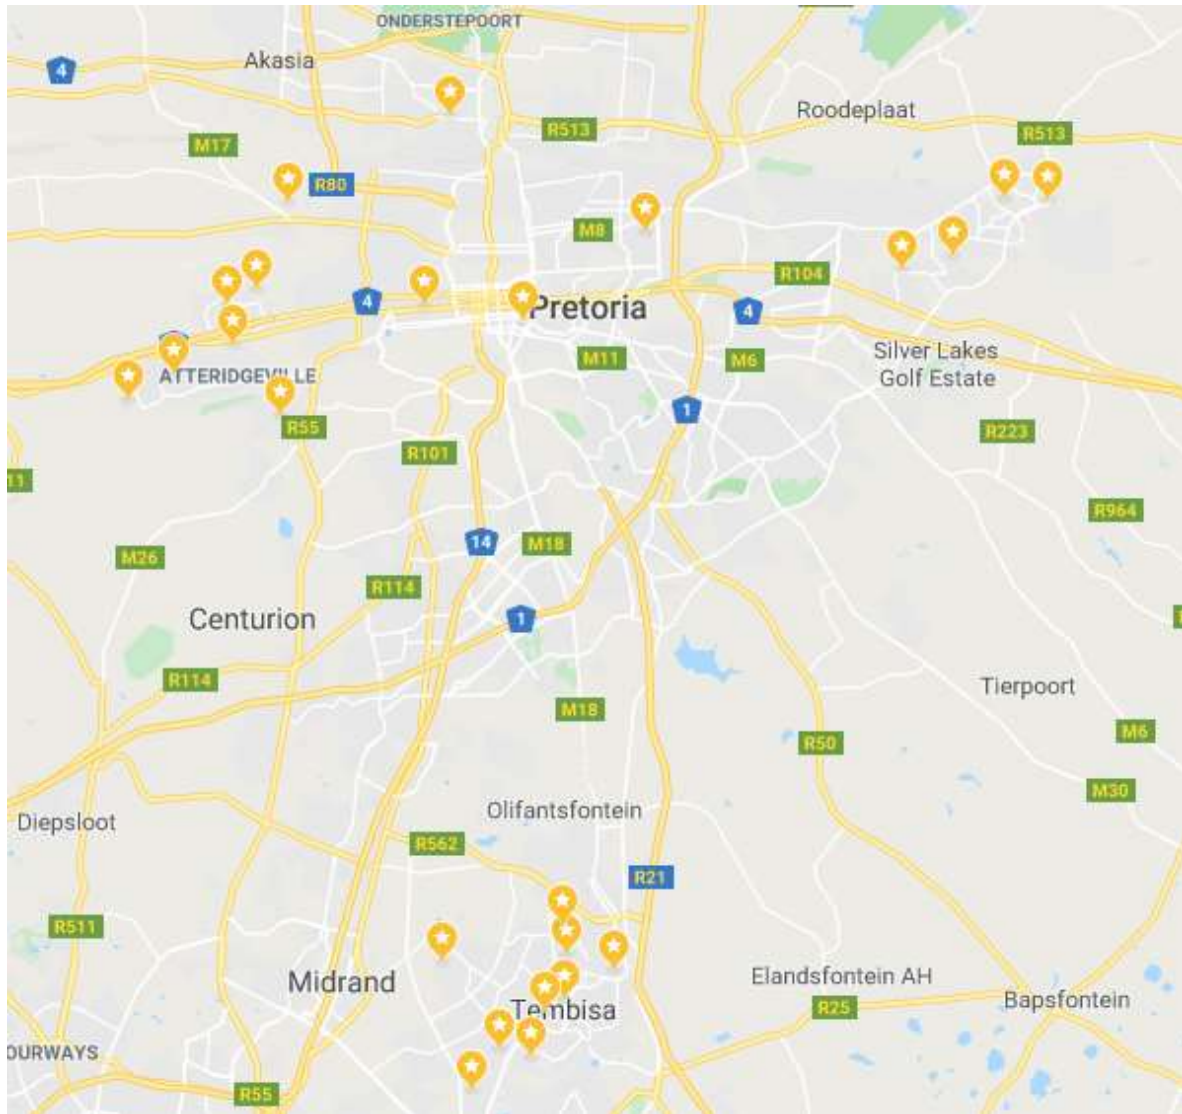 ONDERSTEPOORT
Akasia
4
Roodeplaat
R513
R513
M17
R80
M8
R104
4
Pretoria
4
M11
M6
Silver Lakes
Golf Estate
ATTERIDGEVILLE
1
R55
R223
R101
11
R964
14
M18
M26
R114
Centurion
1
R114
Tierpoort
M18
M6
R50
M30
Olifantsfontein
Diepsloot
R562
R21
R511
Midrand
Elandsfontein AH
Tembisa
R25
Bapsfontein
OURWAYS
R55